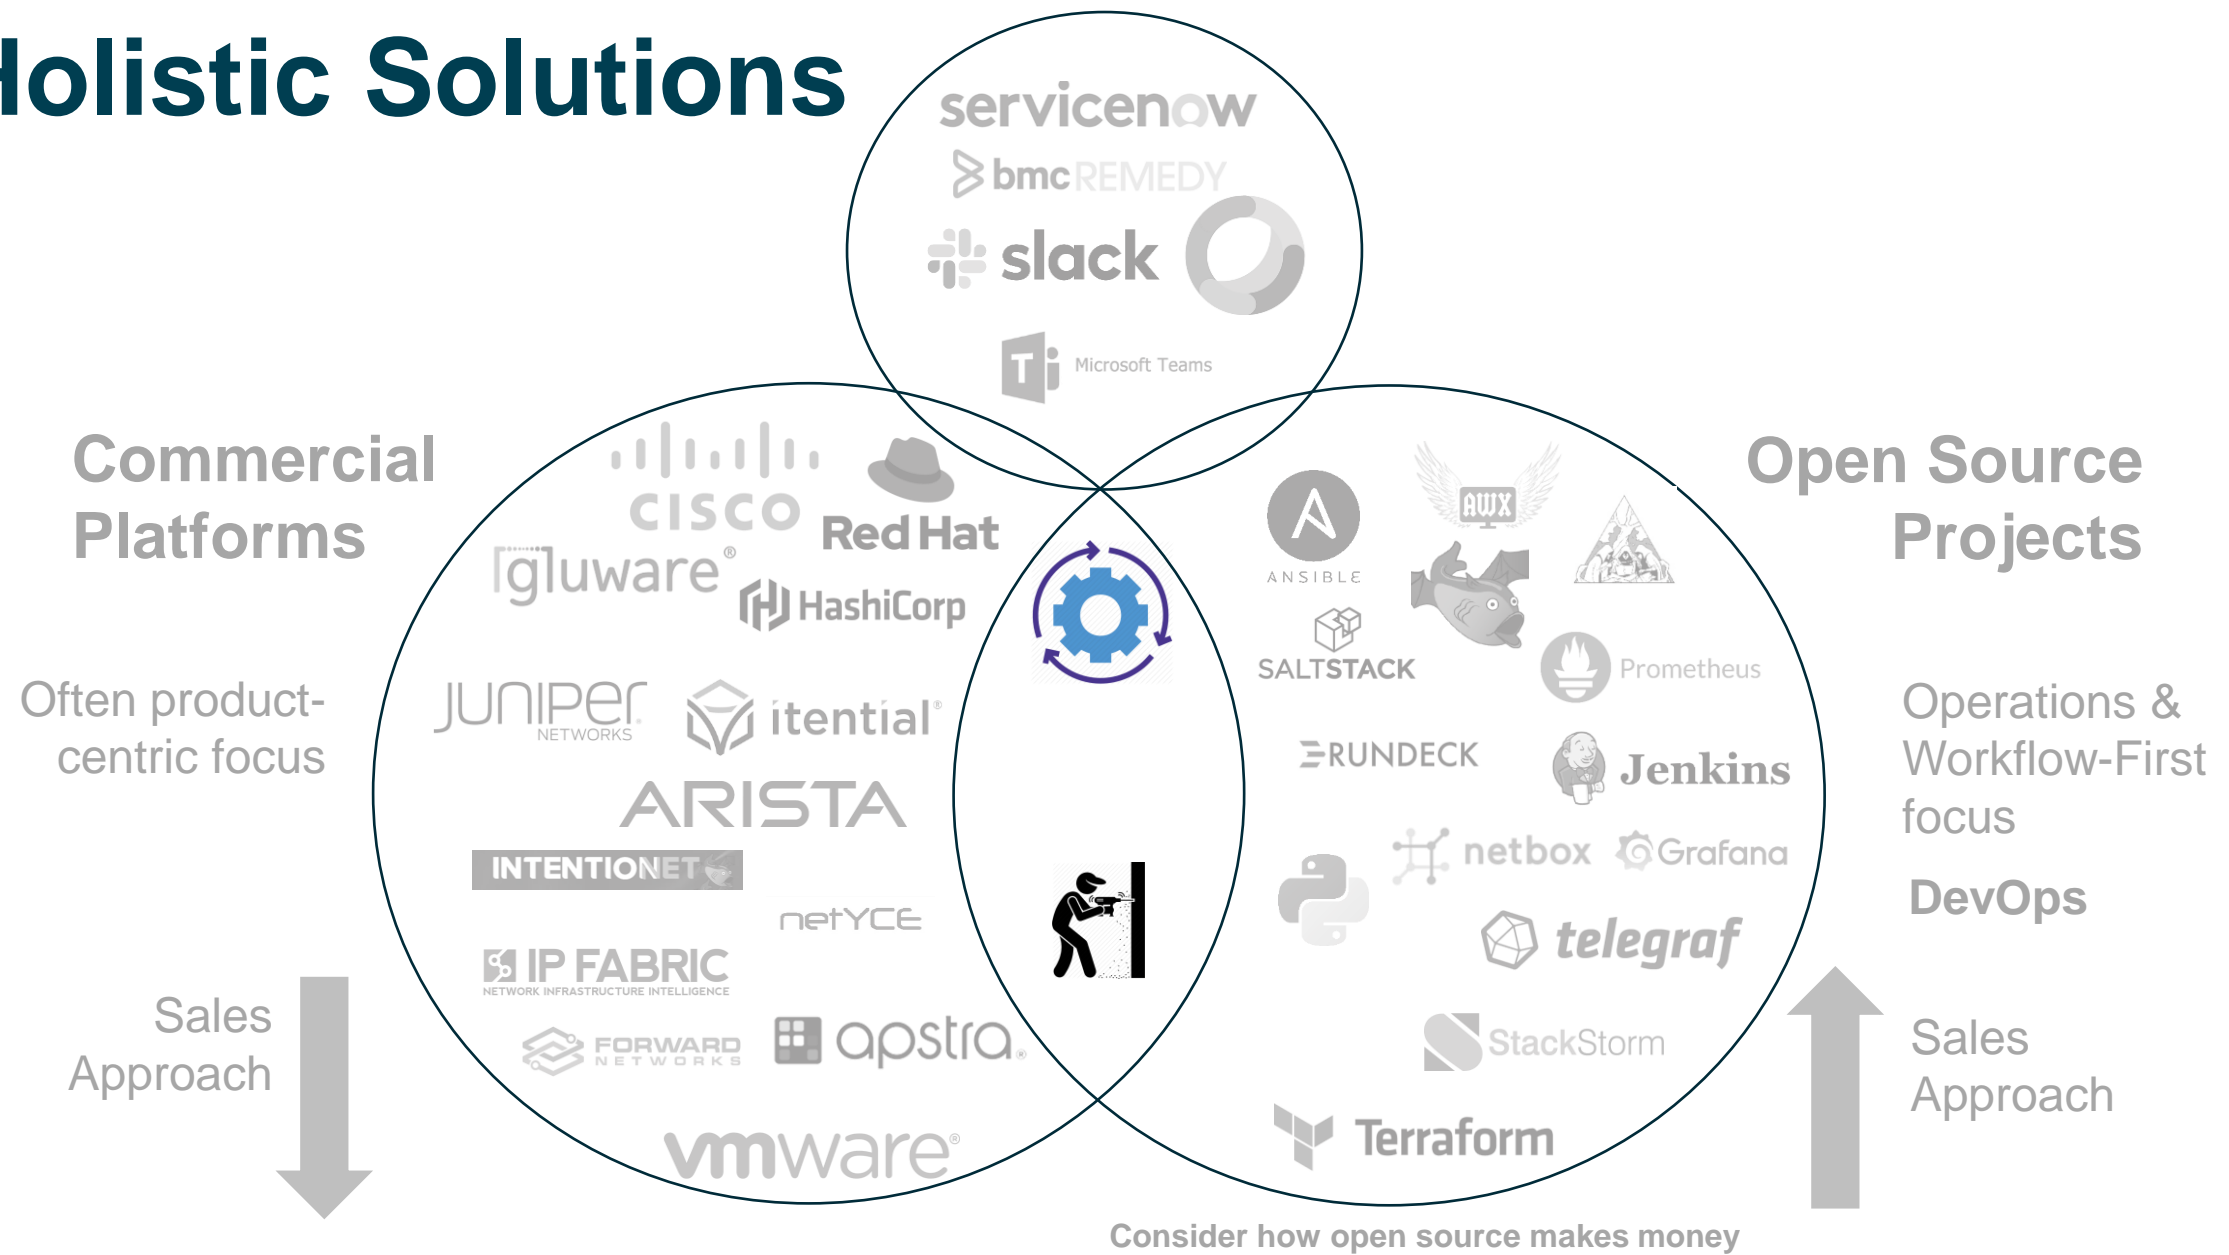 Holistic Solutions
servicenow
bmc REMEDY
slack
T Microsoft Teams
Commercial
Platforms
CISCO
Red Hat
gluware®
HashiCorp
ANSIBLE
AWX
Open Source
Projects
SALTSTACK
Prometheus
Often product-
centric focus
JUNIPEr
NETWORKS
itential®
ARISTA
RUNDECK
Jenkins
Operations &
Workflow-First
focus
INTENTIONET
netYCE
netbox
Grafana
DevOps
telegraf
IP FABRIC
NETWORK INFRASTRUCTURE INTELLIGENCE
Sales
Approach
FORWARD
NETWORKS
apstra®
StackStorm
Sales
Approach
vmware®
Terraform
Consider how open source makes money